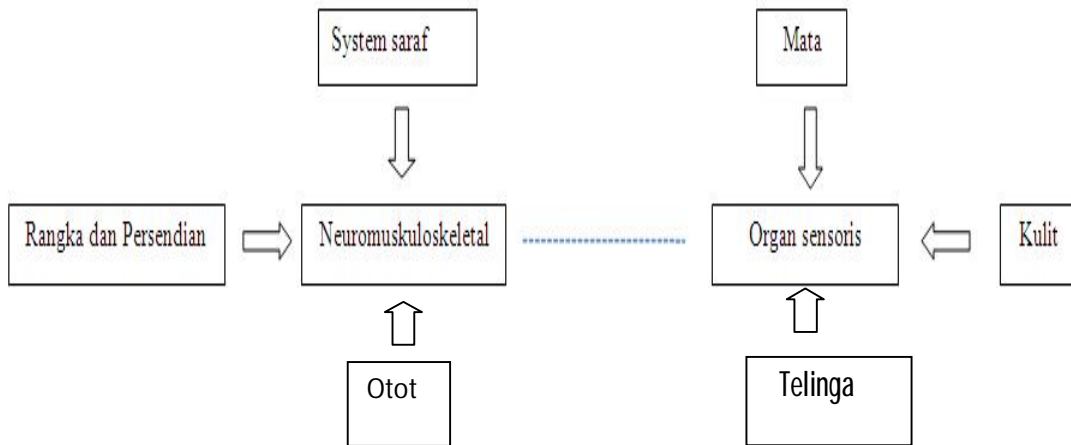 System saraf
Mata
Rangka dan Persendian
Neuromuskuloskeletal
Organ sensoris
Kulit
Otot
Telinga